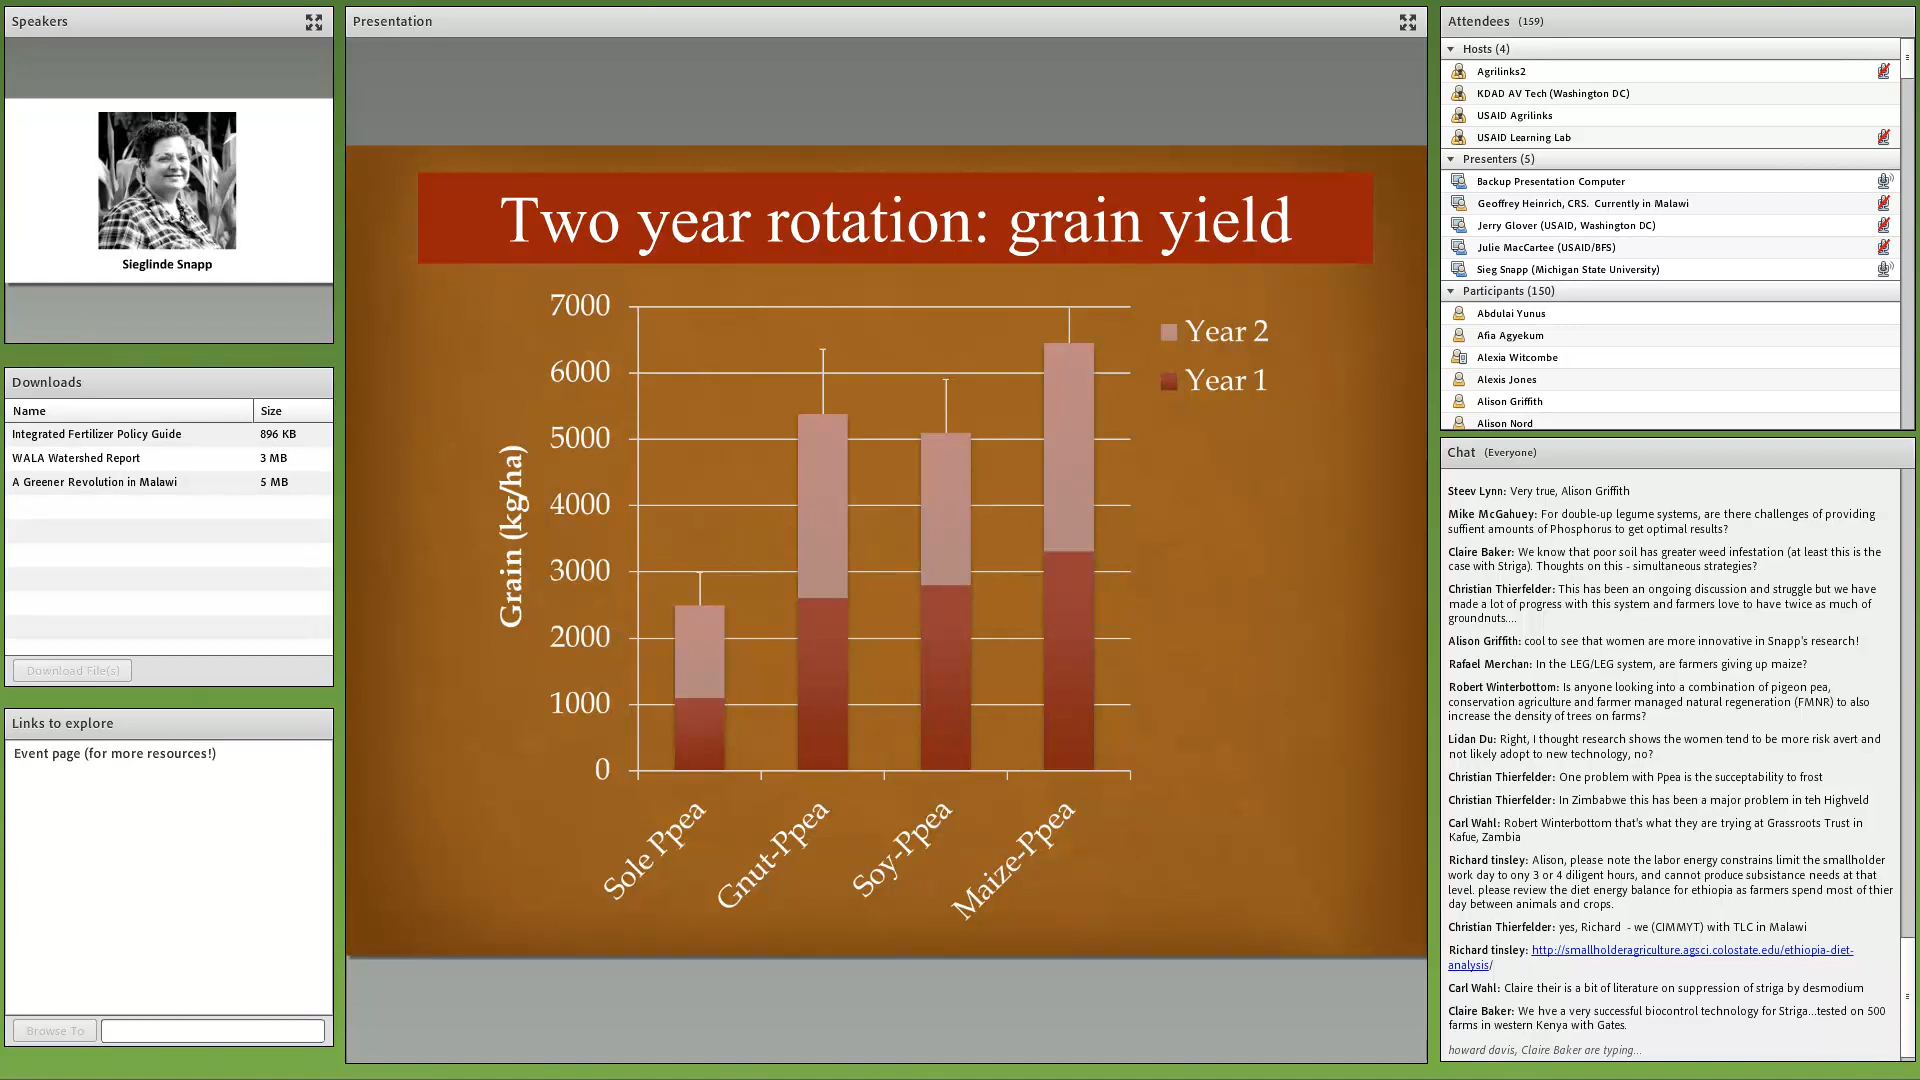 Speakers
Sieglinde Snapp
Downloads
Name Size
Integrated Fertilizer Policy Guide 896 KB
WALA Watershed Report 3 MB
A Greener Revolution in Malawi 5 MB
Download File(s)
Links to explore
Event page (for more resources!)
Browse To
Presentation
Two year rotation: grain yield
7000
6000
5000
4000
3000
2000
1000
0
Grain (kg/ha)
Year 2
Year 1
Sole Ppea
Gnut-Ppea
Soy-Ppea
Maize-Ppea
Attendees (159)
Hosts (4)
Agrilinks2
KDAD AV Tech (Washington DC)
USAID Agrilinks
USAID Learning Lab
Presenters (5)
Backup Presentation Computer
Geoffrey Heinrich, CRS. Currently in Malawi
Jerry Glover (USAID, Washington DC)
Julie MacCartee (USAID/BFS)
Sieg Snapp (Michigan State University)
Participants (150)
Abdulai Yunus
Afia Agyekum
Alexia Witcombe
Alexis Jones
Alison Griffith
Alison Nord
Chat (Everyone)
Steev Lynn: Very true, Alison Griffith
Mike McGahuey: For double-up legume systems, are there challenges of providing
suffient amounts of Phosphorus to get optimal results?
Claire Baker: We know that poor soil has greater weed infestation (at least this is the
case with Striga). Thoughts on this - simultaneous strategies?
Christian Thierfelder: This has been an ongoing discussion and struggle but we have
made a lot of progress with this system and farmers love to have twice as much of
groundnuts....
Alison Griffith: cool to see that women are more innovative in Snapp's research!
Rafael Merchan: In the LEG/LEG system, are farmers giving up maize?
Robert Winterbottom: Is anyone looking into a combination of pigeon pea,
conservation agriculture and farmer managed natural regeneration (FMNR) to also
increase the density of trees on farms?
Lidan Du: Right, I thought research shows the women tend to be more risk avert and
not likely adopt to new technology, no?
Christian Thierfelder: One problem with Ppea is the succeptability to frost
Christian Thierfelder: In Zimbabwe this has been a major problem in teh Highveld
Carl Wahl: Robert Winterbottom that's what they are trying at Grassroots Trust in
Kafue, Zambia
Richard tinsley: Alison, please note the labor energy constrains limit the smallholder
work day to ony 3 or 4 diligent hours, and cannot produce subsistance needs at that
level. please review the diet energy balance for ethiopia as farmers spend most of thier
day between animals and crops.
Christian Thierfelder: yes, Richard - we (CIMMYT) with TLC in Malawi
Richard tinsley: http://smallholderagriculture.agsci.colostate.edu/ethiopia-diet-
analysis/
Carl Wahl: Claire their is a bit of literature on suppression of striga by desmodium
Claire Baker: We hve a very successful biocontrol technology for Striga...tested on 500
farms in western Kenya with Gates.
howard davis, Claire Baker are typing...